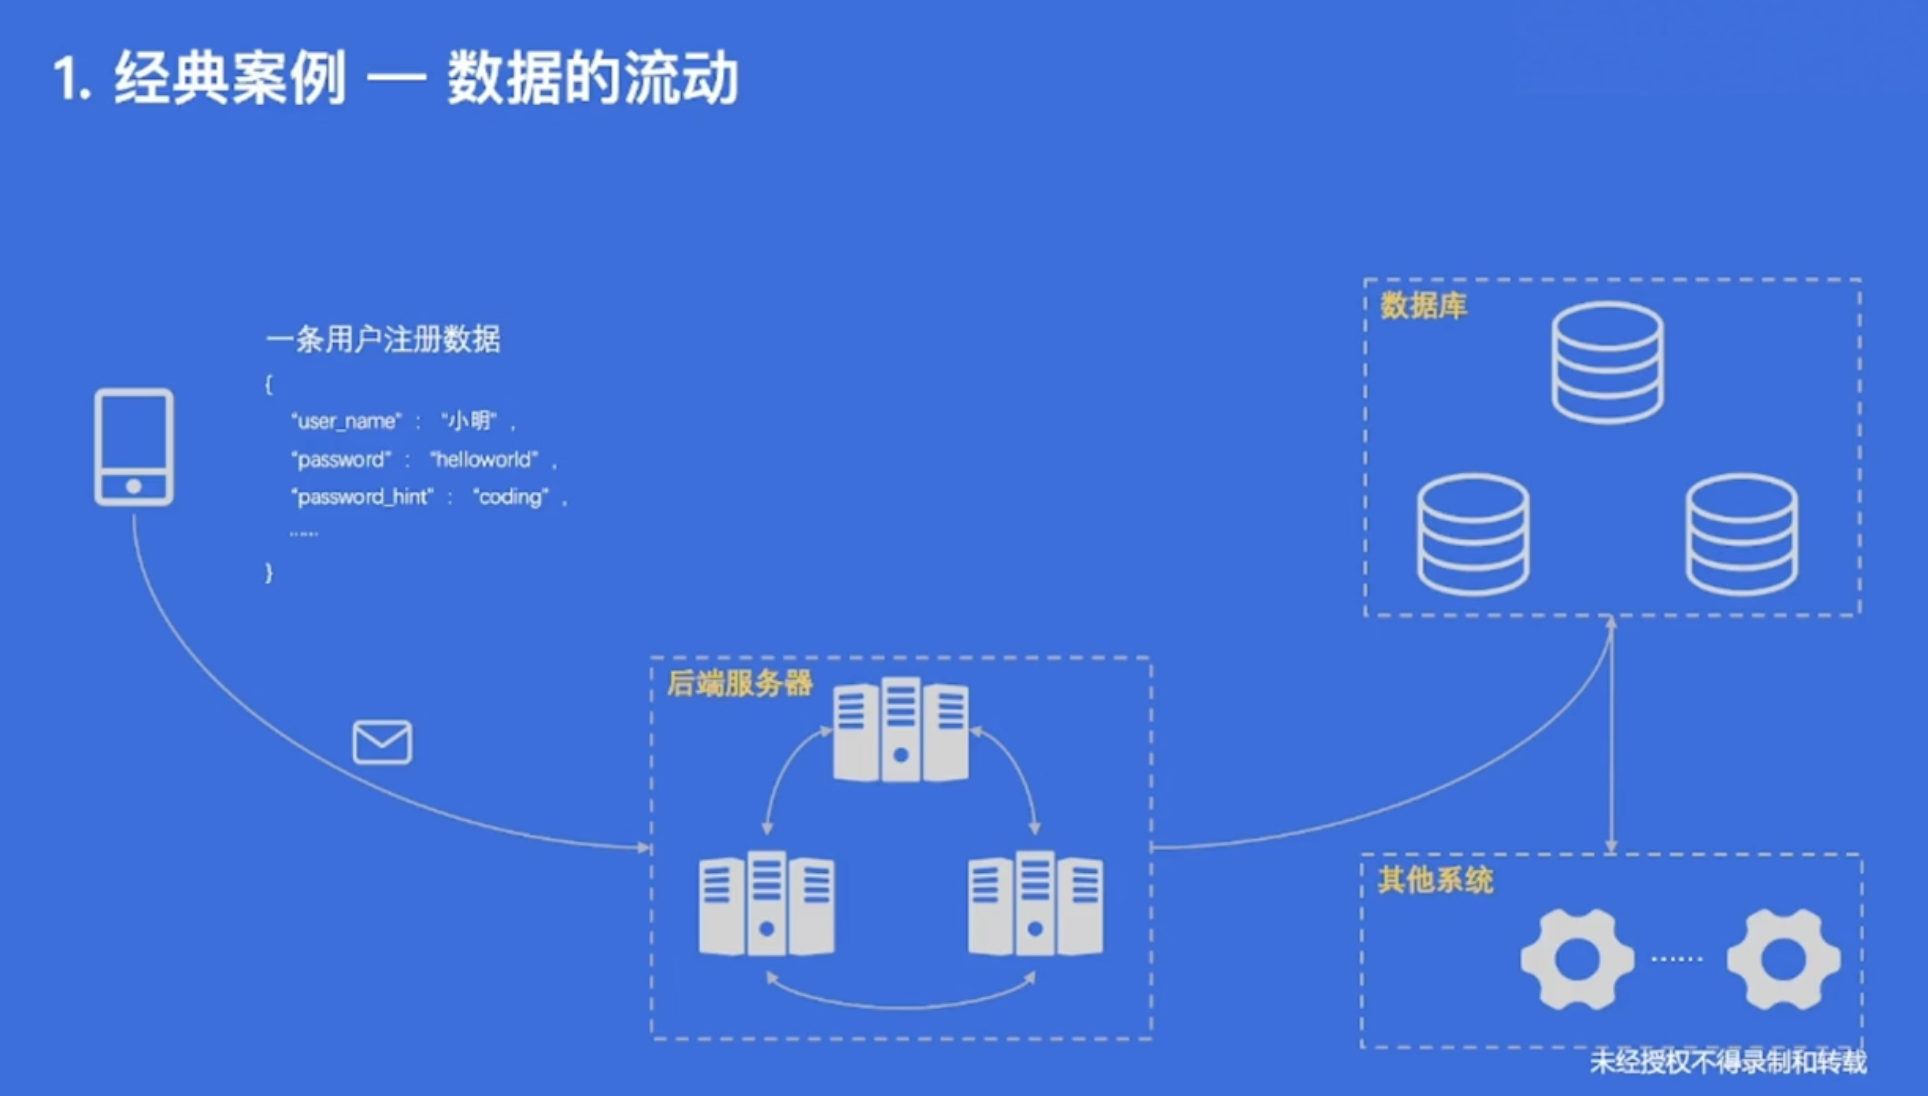 1. 经典案例 — 数据的流动
一条用户注册数据
{
"user_name" : "小明" ,
"password" : "helloworld" ,
"password_hint" : "coding" ,
......
}
数据库
后端服务器
其他系统
......
未经授权不得录制和转载